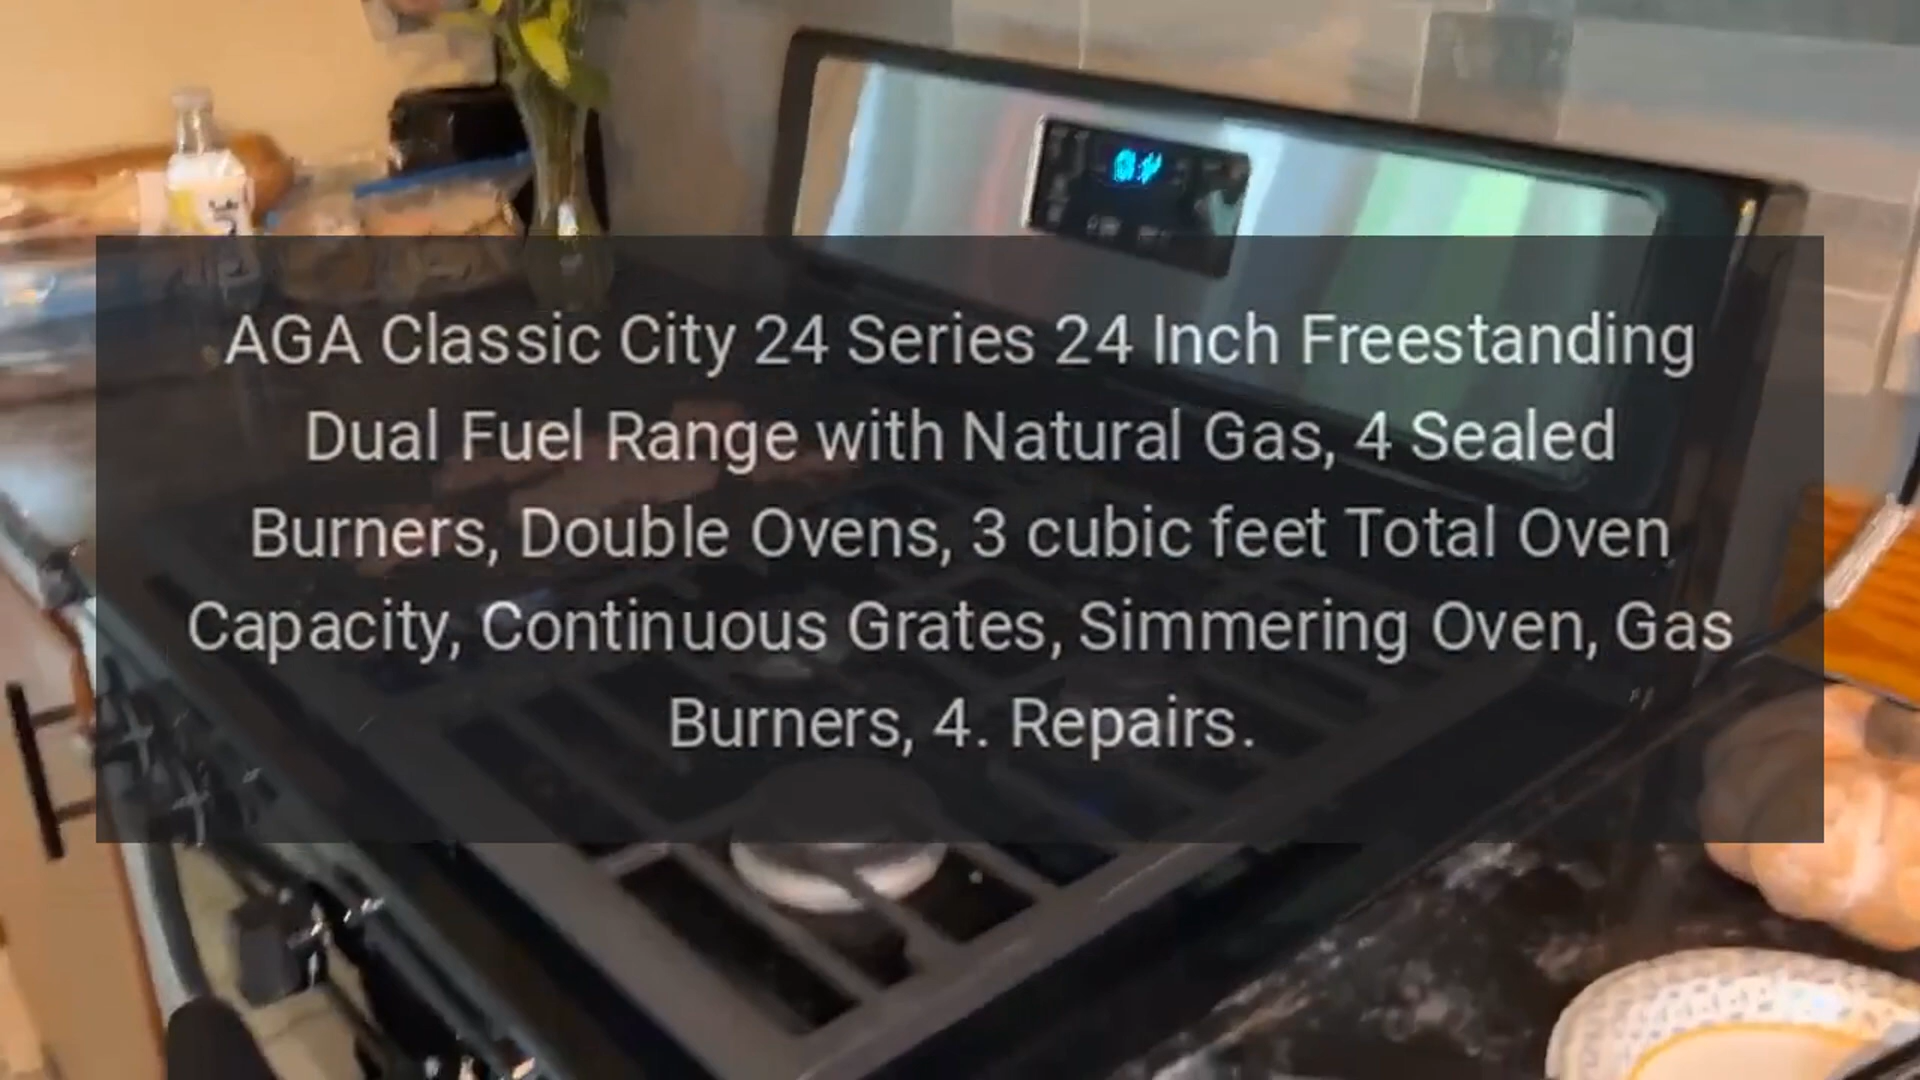 AGA Classic City 24 Series 24 Inch Freestanding
Dual Fuel Range with Natural Gas, 4 Sealed
Burners, Double Ovens, 3 cubic feet Total Oven
Capacity, Continuous Grates, Simmering Oven, Gas
Burners, 4. Repairs.